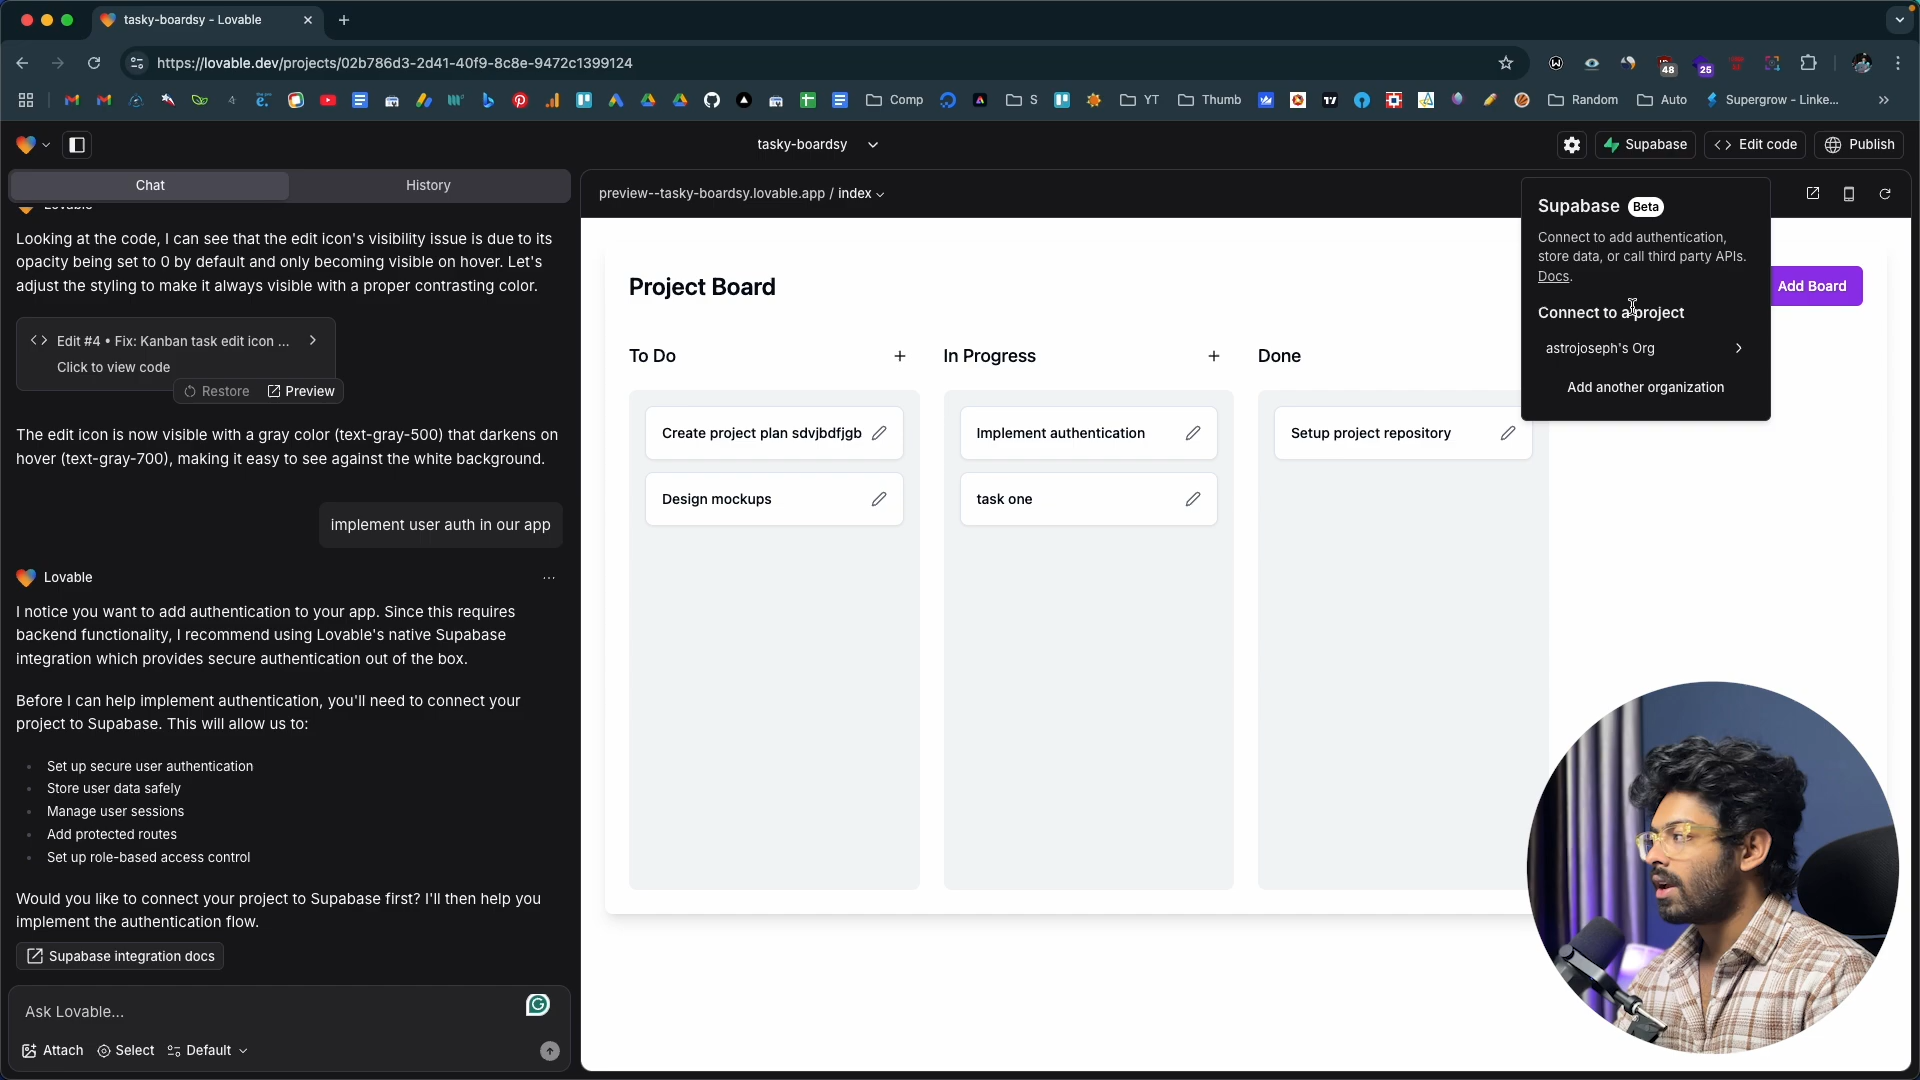 tasky-boardsy - Lovable
https://lovable.dev/projects/02b786d3-2d41-40f9-8c8e-9472c1399124
48
25
Comp
S
YT
Thumb
Random
Auto
Supergrow - Linke...
tasky-boardsy
Supabase
Edit code
Publish
Chat
History
Lovable
Looking at the code, I can see that the edit icon's visibility issue is due to its
opacity being set to 0 by default and only becoming visible on hover. Let's
adjust the styling to make it always visible with a proper contrasting color.
Edit #4 • Fix: Kanban task edit icon ...
Click to view code
Restore
Preview
The edit icon is now visible with a gray color (text-gray-500) that darkens on
hover (text-gray-700), making it easy to see against the white background.
implement user auth in our app
Lovable
I notice you want to add authentication to your app. Since this requires
backend functionality, I recommend using Lovable's native Supabase
integration which provides secure authentication out of the box.
Before I can help implement authentication, you'll need to connect your
project to Supabase. This will allow us to:
Set up secure user authentication
Store user data safely
Manage user sessions
Add protected routes
Set up role-based access control
Would you like to connect your project to Supabase first? I'll then help you
implement the authentication flow.
Supabase integration docs
Ask Lovable...
Attach
Select
Default
preview--tasky-boardsy.lovable.app / index
Project Board
Add Board
To Do
Create project plan sdvjbdfjgb
Design mockups
In Progress
Implement authentication
task one
Done
Setup project repository
Supabase Beta
Connect to add authentication,
store data, or call third party APIs.
Docs.
Connect to a project
astrojoseph's Org
Add another organization